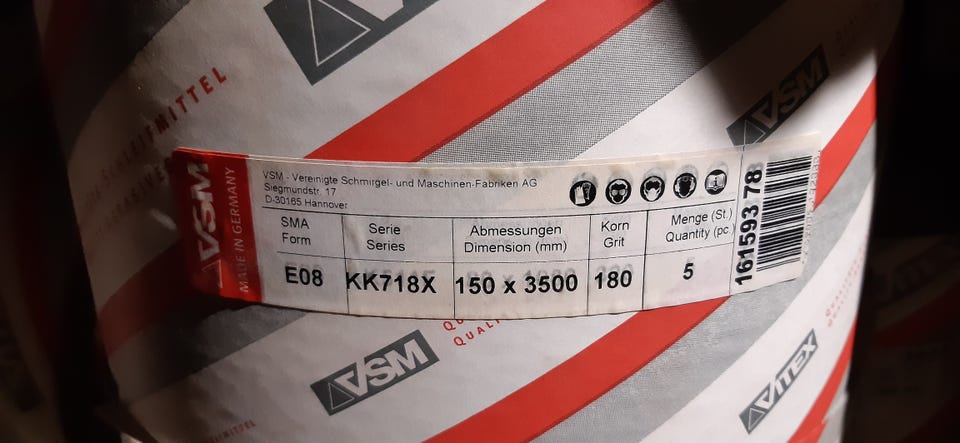 SCHLEIFMITTEL
VSM
VSM
MADE IN GERMANY
VSM - Vereinigte Schmirgel- und Maschinen-Fabriken AG
Siegmundstr. 17
D-30165 Hannover
SMA Serie Abmessungen Korn Menge (St.)
Form Series Dimension (mm) Grit Quantity (pc.)
E08 KK718X 150 x 3500 180 5
161593 78
VSM
VITEX